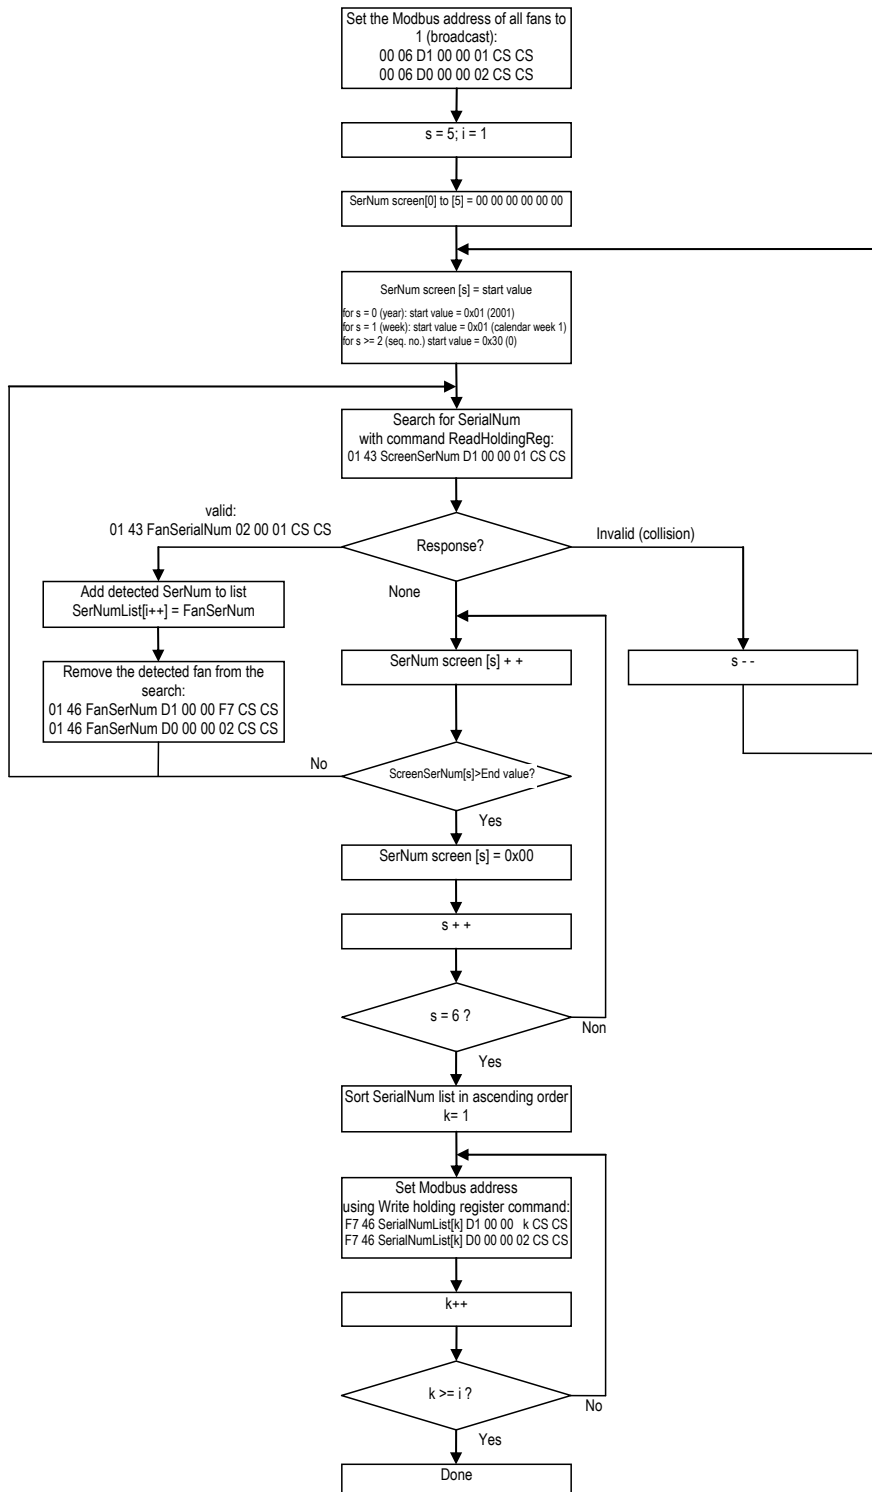 Set the Modbus address of all fans to
1 (broadcast):
00 06 D1 00 00 01 CS CS
00 06 D0 00 00 02 CS CS
s = 5; i = 1
SerNum screen[0] to [5] = 00 00 00 00 00 00
SerNum screen [s] = start value
for s = 0 (year): start value = 0x01 (2001)
for s = 1 (week): start value = 0x01 (calendar week 1)
for s >= 2 (seq. no.) start value = 0x30 (0)
Search for SerialNum
with command ReadHoldingReg:
01 43 ScreenSerNum D1 00 00 01 CS CS
valid:
01 43 FanSerialNum 02 00 01 CS CS
Response?
Invalid (collision)
None
Add detected SerNum to list
SerNumList[i++] = FanSerNum
SerNum screen [s] + +
s - -
Remove the detected fan from the
search:
01 46 FanSerNum D1 00 00 F7 CS CS
01 46 FanSerNum D0 00 00 02 CS CS
No
ScreenSerNum[s]>End value?
Yes
SerNum screen [s] = 0x00
s + +
s = 6 ?
Non
Yes
Sort SerialNum list in ascending order
k= 1
Set Modbus address
using Write holding register command:
F7 46 SerialNumList[k] D1 00 00 k CS CS
F7 46 SerialNumList[k] D0 00 00 02 CS CS
k++
k >= i ?
No
Yes
Done